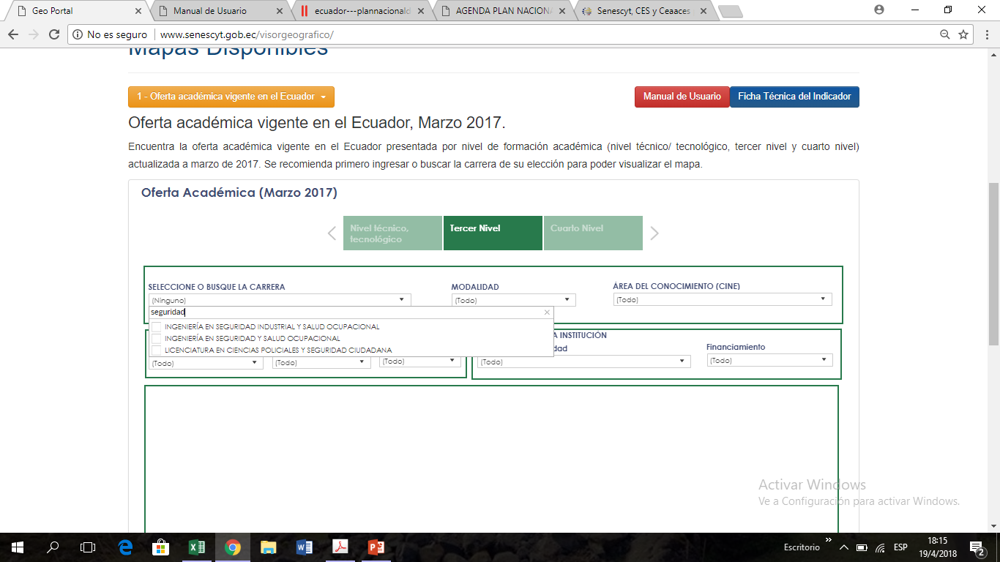 Geo Portal
Manual de Usuario
ecuador---plannacionald
AGENDA PLAN NACIONA
Senescyt, CES y Ceaaces
No es seguro | www.senescyt.gob.ec/visorgeografico/
Mapas Disponibles
1 - Oferta académica vigente en el Ecuador
Manual de Usuario
Ficha Técnica del Indicador
Oferta académica vigente en el Ecuador, Marzo 2017.
Encuentra la oferta académica vigente en el Ecuador presentada por nivel de formación académica (nivel técnico/ tecnológico, tercer nivel y cuarto nivel)
actualizada a marzo de 2017. Se recomienda primero ingresar o buscar la carrera de su elección para poder visualizar el mapa.
Oferta Académica (Marzo 2017)
Nivel técnico,
tecnológico
Tercer Nivel
Cuarto Nivel
SELECCIONE O BUSQUE LA CARRERA
MODALIDAD
ÁREA DEL CONOCIMIENTO (CINE)
(Ninguno)
(Todo)
(Todo)
seguridad
INGENIERÍA EN SEGURIDAD INDUSTRIAL Y SALUD OCUPACIONAL
INGENIERÍA EN SEGURIDAD Y SALUD OCUPACIONAL
LICENCIATURA EN CIENCIAS POLICIALES Y SEGURIDAD CIUDADANA
A INSTITUCIÓN
dad
Financiamiento
(Todo)
(Todo)
(Todo)
(Todo)
(Todo)
Activar Windows
Ve a Configuración para activar Windows.
Escritorio
ESP
18:15
19/4/2018
2